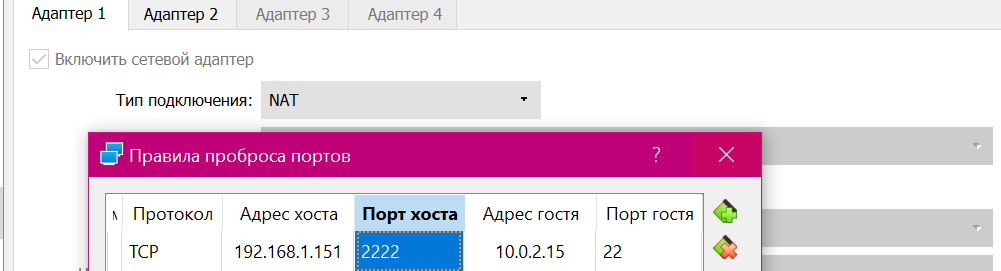 Адаптер 1 Адаптер 2 Адаптер 3 Адаптер 4
Включить сетевой адаптер
Тип подключения: NAT
Правила проброса портов ?
Протокол Адрес хоста Порт хоста Адрес гостя Порт гостя
TCP 192.168.1.151 2222 10.0.2.15 22